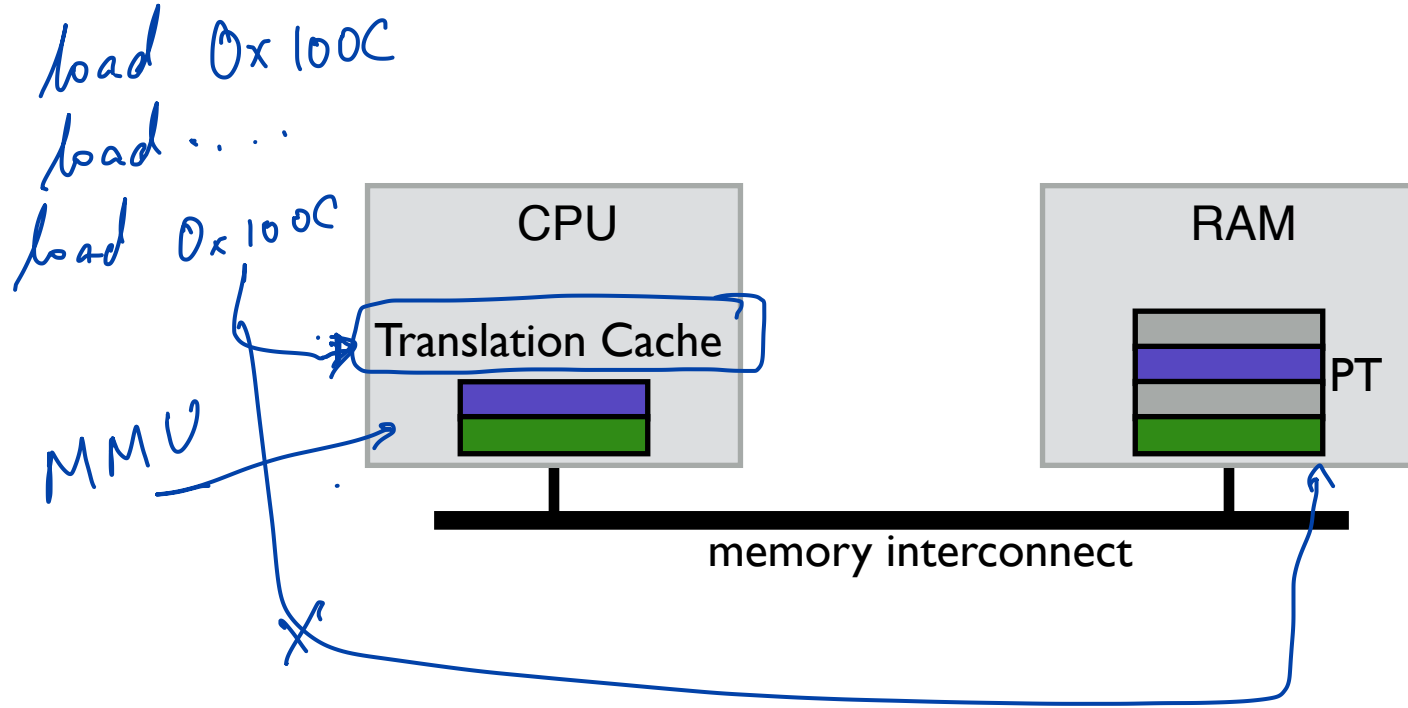 load 0x100C
load ....
load 0x100C
CPU
RAM
Translation Cache
PT
MMU
memory interconnect